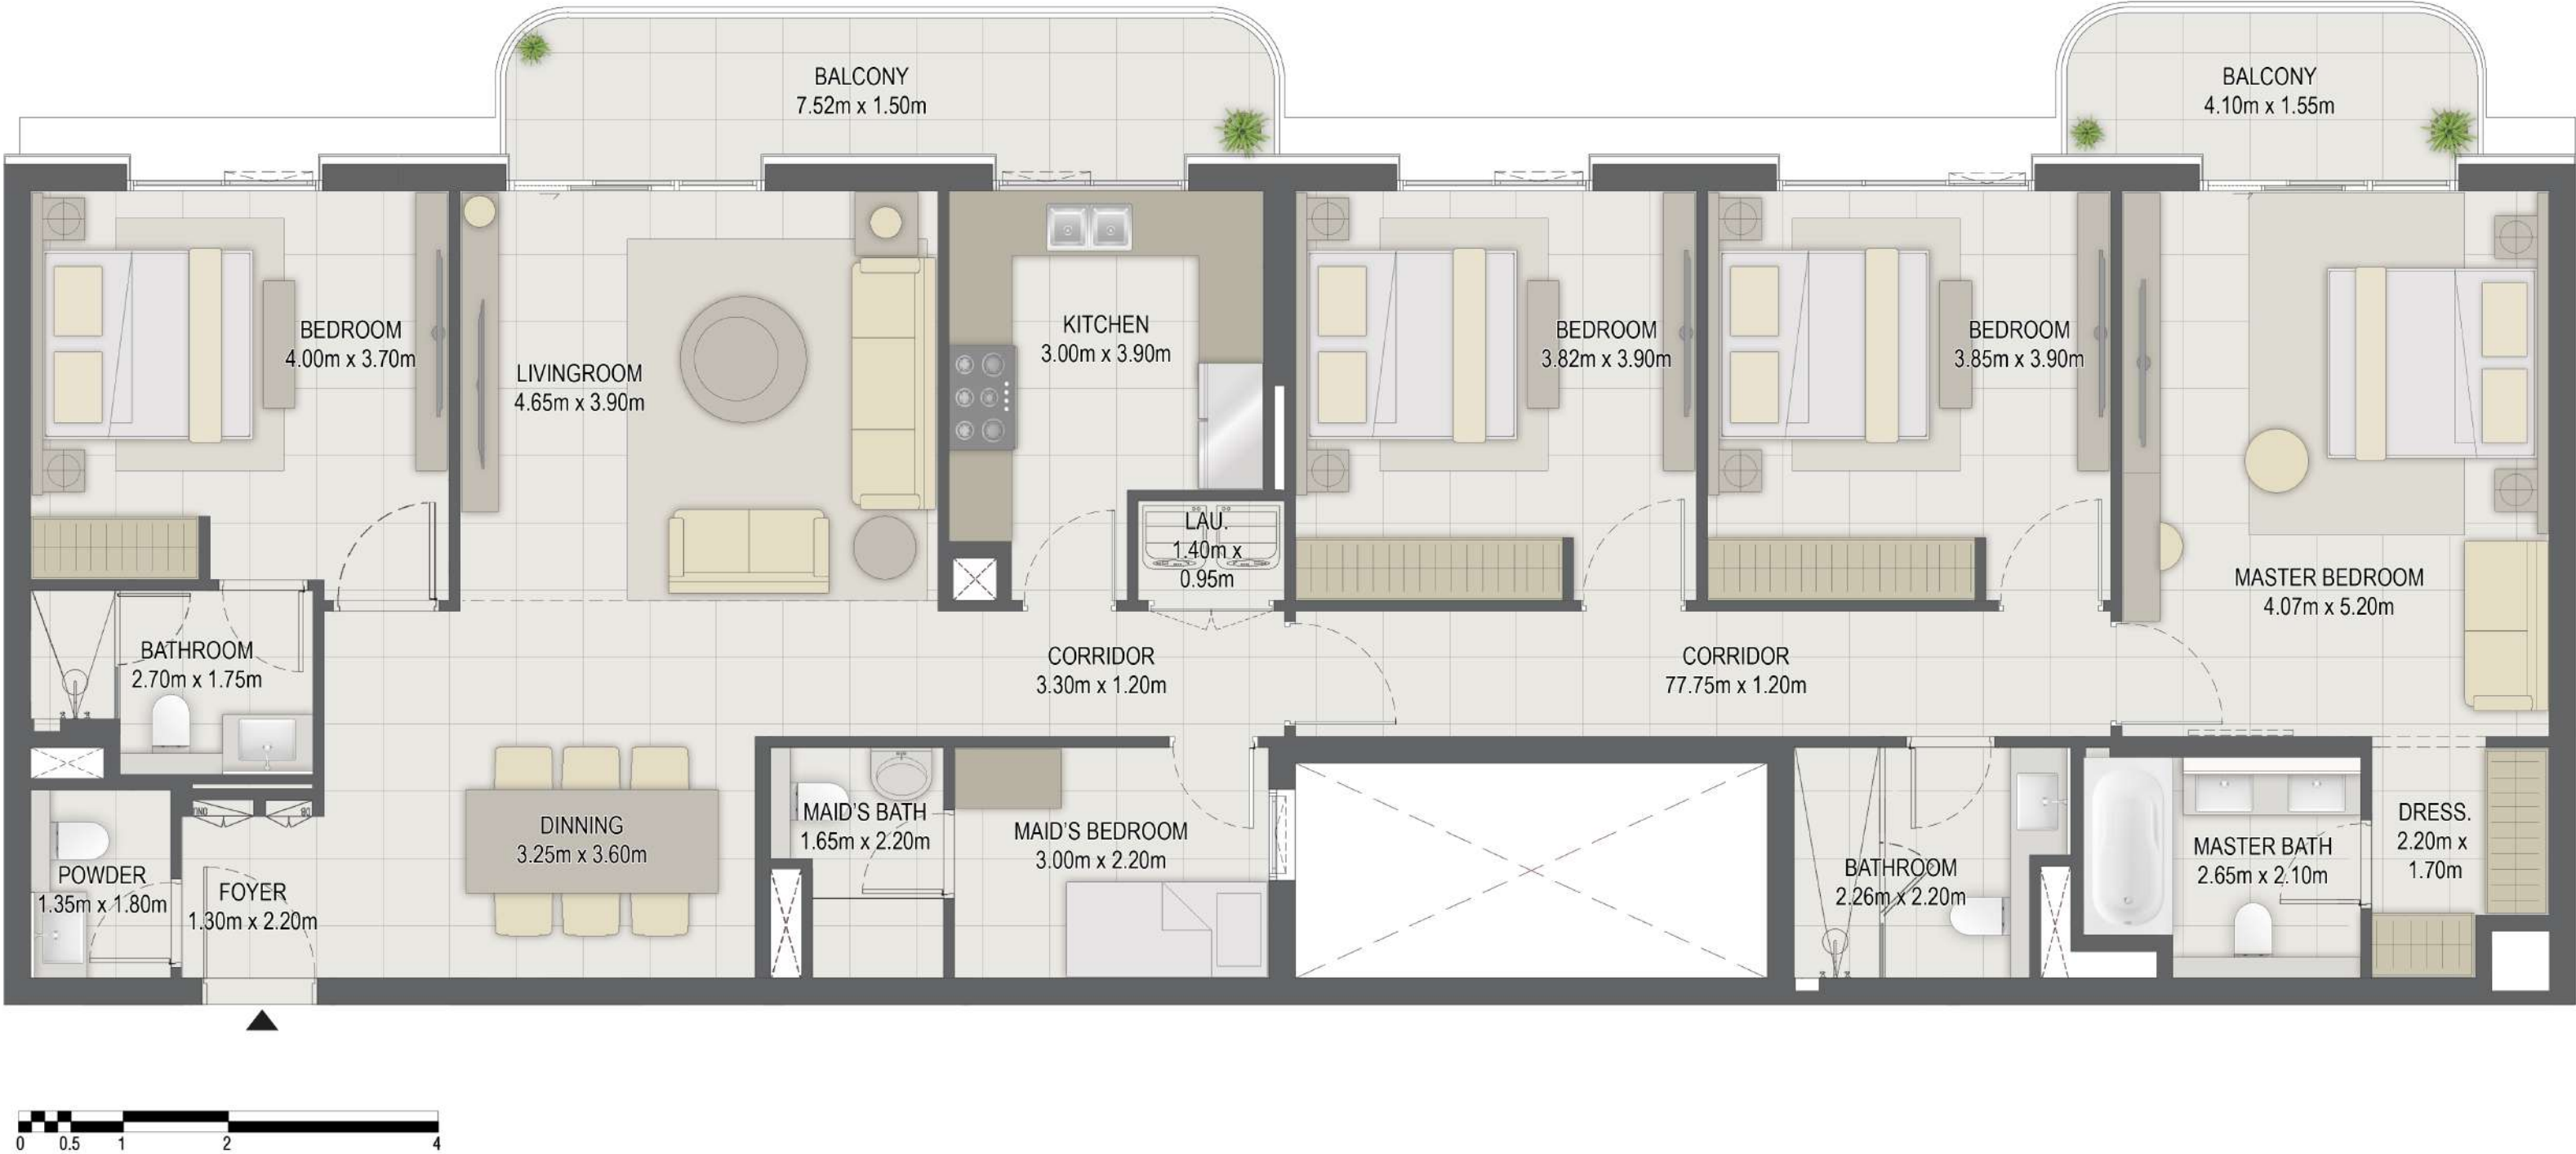 BALCONY
7.52m x 1.50m
BALCONY
4.10m x 1.55m
BEDROOM
4.00m x 3.70m
LIVINGROOM
4.65m x 3.90m
KITCHEN
3.00m x 3.90m
BEDROOM
3.82m x 3.90m
BEDROOM
3.85m x 3.90m
LAU.
1.40m x
0.95m
MASTER BEDROOM
4.07m x 5.20m
BATHROOM
2.70m x 1.75m
CORRIDOR
3.30m x 1.20m
CORRIDOR
77.75m x 1.20m
POWDER
1.35m x 1.80m
FOYER
1.30m x 2.20m
DINNING
3.25m x 3.60m
MAID'S BATH
1.65m x 2.20m
MAID'S BEDROOM
3.00m x 2.20m
BATHROOM
2.26m x 2.20m
MASTER BATH
2.65m x 2.10m
DRESS.
2.20m x
1.70m
0 0.5 1 2 4